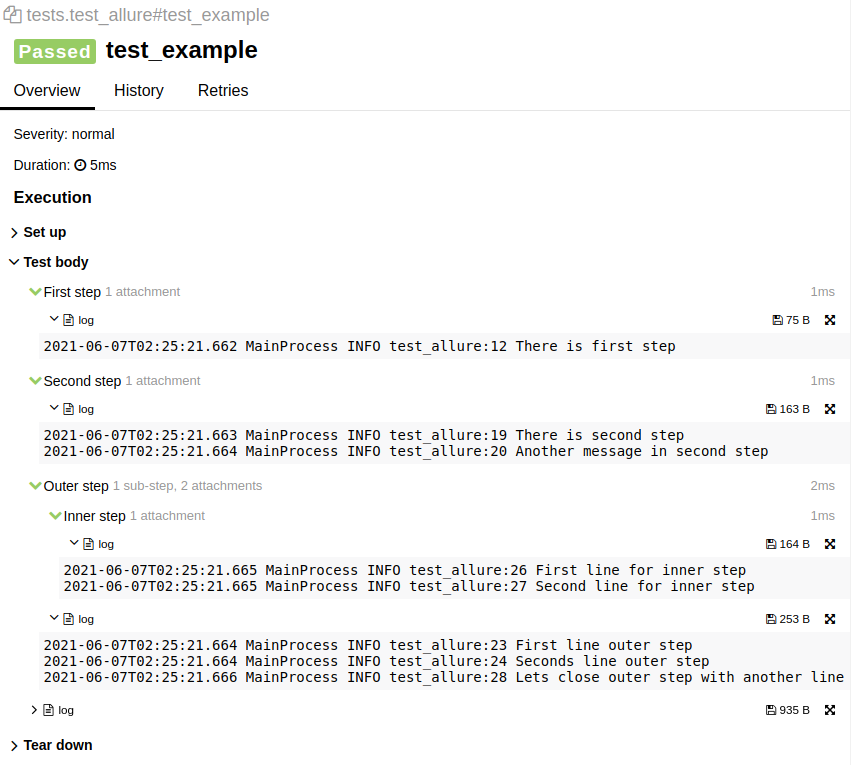 tests.test_allure#test_example
Passed test_example
Overview History Retries
Severity: normal
Duration: 5ms
Execution
Set up
Test body
First step 1 attachment 1ms
log 75 B
2021-06-07T02:25:21.662 MainProcess INFO test_allure:12 There is first step
Second step 1 attachment 1ms
log 163 B
2021-06-07T02:25:21.663 MainProcess INFO test_allure:19 There is second step
2021-06-07T02:25:21.664 MainProcess INFO test_allure:20 Another message in second step
Outer step 1 sub-step, 2 attachments 2ms
Inner step 1 attachment 1ms
log 164 B
2021-06-07T02:25:21.665 MainProcess INFO test_allure:26 First line for inner step
2021-06-07T02:25:21.665 MainProcess INFO test_allure:27 Second line for inner step
log 253 B
2021-06-07T02:25:21.664 MainProcess INFO test_allure:23 First line outer step
2021-06-07T02:25:21.664 MainProcess INFO test_allure:24 Seconds line outer step
2021-06-07T02:25:21.666 MainProcess INFO test_allure:28 Lets close outer step with another line
log 935 B
Tear down